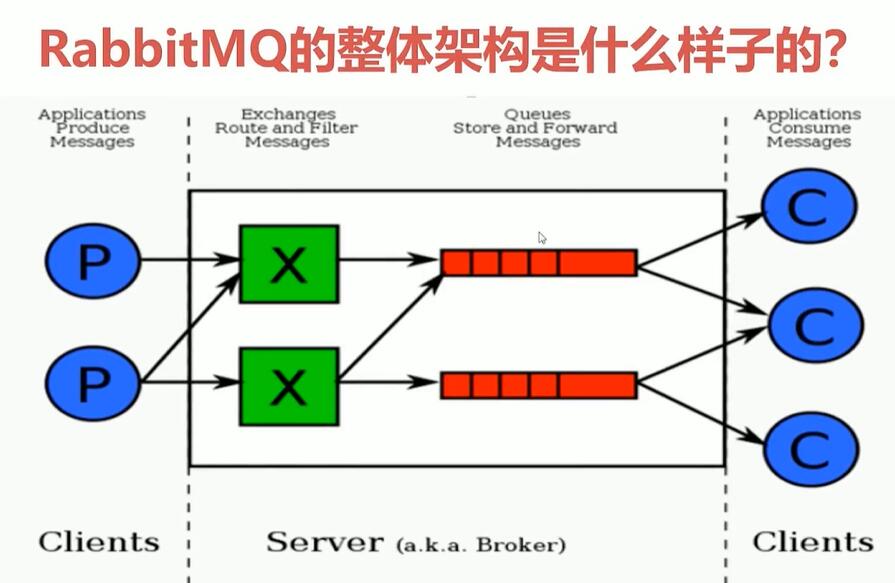 RabbitMQ的整体架构是什么样子的？
Applications
Produce
Messages
Exchanges
Route and Filter
Messages
Queues
Store and Forward
Messages
Applications
Consume
Messages
P
X
C
P
X
C
C
Clients
Server (a.k.a. Broker)
Clients